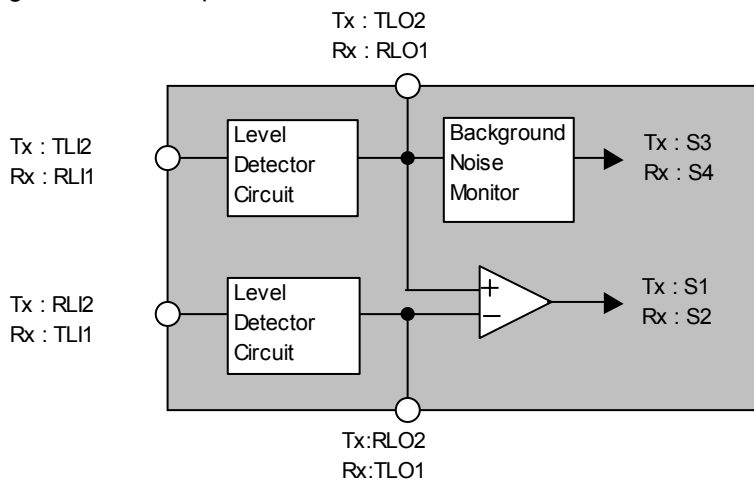 Tx : TLO2
Rx : RLO1
Tx : TLI2
Rx : RLI1
Level
Detector
Circuit
Background
Noise
Monitor
Tx : S3
Rx : S4
Tx : RLI2
Rx : TLI1
Level
Detector
Circuit
+
−
Tx : S1
Rx : S2
Tx:RLO2
Rx:TLO1